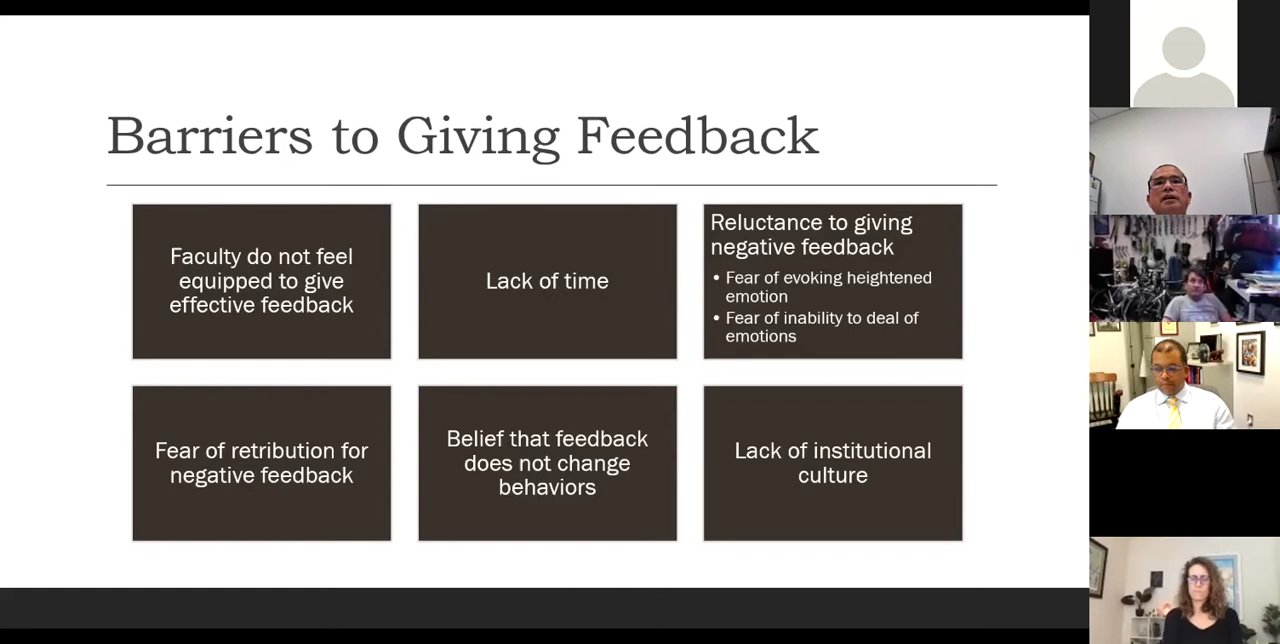 Barriers to Giving Feedback
Faculty do not feel
equipped to give
effective feedback
Lack of time
Reluctance to giving
negative feedback
• Fear of evoking heightened
emotion
• Fear of inability to deal of
emotions
Fear of retribution for
negative feedback
Belief that feedback
does not change
behaviors
Lack of institutional
culture